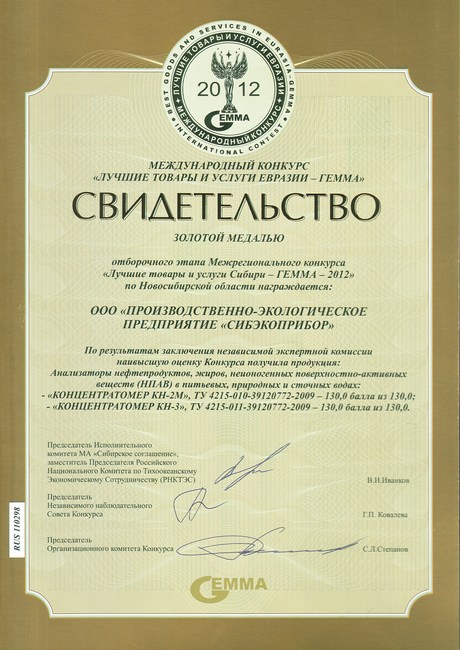 BEST GOODS AND SERVICES IN EURASIA-GEMMA
INTERNATIONAL CONTEST
ЛУЧШИЕ ТОВАРЫ И УСЛУГИ ЕВРАЗИИ
МЕЖДУНАРОДНЫЙ КОНКУРС
2012
GEMMA
МЕЖДУНАРОДНЫЙ КОНКУРС
«ЛУЧШИЕ ТОВАРЫ И УСЛУГИ ЕВРАЗИИ – ГЕММА»
СВИДЕТЕЛЬСТВО
ЗОЛОТОЙ МЕДАЛЬЮ
отборочного этапа Межрегионального конкурса
«Лучшие товары и услуги Сибири – ГЕММА – 2012»
по Новосибирской области награждается:
ООО «ПРОИЗВОДСТВЕННО-ЭКОЛОГИЧЕСКОЕ
ПРЕДПРИЯТИЕ «СИБЭКОПРИБОР»
По результатам заключения независимой экспертной комиссии
наивысшую оценку Конкурса получила продукция:
Анализаторы нефтепродуктов, жиров, неионогенных поверхностно-активных
веществ (НПАВ) в питьевых, природных и сточных водах:
- «КОНЦЕНТРАТОМЕР КН-2М», ТУ 4215-010-39120772-2009 – 130,0 балла из 130,0;
- «КОНЦЕНТРАТОМЕР КН-3», ТУ 4215-011-39120772-2009 – 130,0 балла из 130,0.
Председатель Исполнительного
комитета МА «Сибирское соглашение»,
заместитель Председателя Российского
Национального Комитета по Тихоокеанскому
Экономическому Сотрудничеству (РНКТЭС)
В.И.Иванков
Председатель
Независимого наблюдательного
Совета Конкурса
Г.П. Ковалева
Председатель
Организационного комитета Конкурса
С.Л.Степанов
RUS 110298
GEMMA